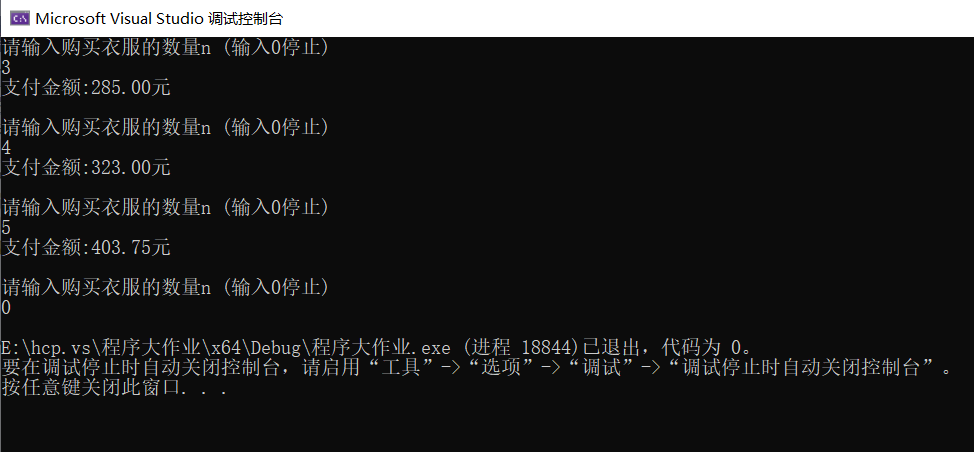 Microsoft Visual Studio 调试控制台
请输入购买衣服的数量n (输入0停止)
3
支付金额:285.00元
请输入购买衣服的数量n (输入0停止)
4
支付金额:323.00元
请输入购买衣服的数量n (输入0停止)
5
支付金额:403.75元
请输入购买衣服的数量n (输入0停止)
0
E:\hcp.vs\程序大作业\x64\Debug\程序大作业.exe (进程 18844)已退出，代码为 0。
要在调试停止时自动关闭控制台，请启用“工具”->“选项”->“调试”->“调试停止时自动关闭控制台”。
按任意键关闭此窗口. . .